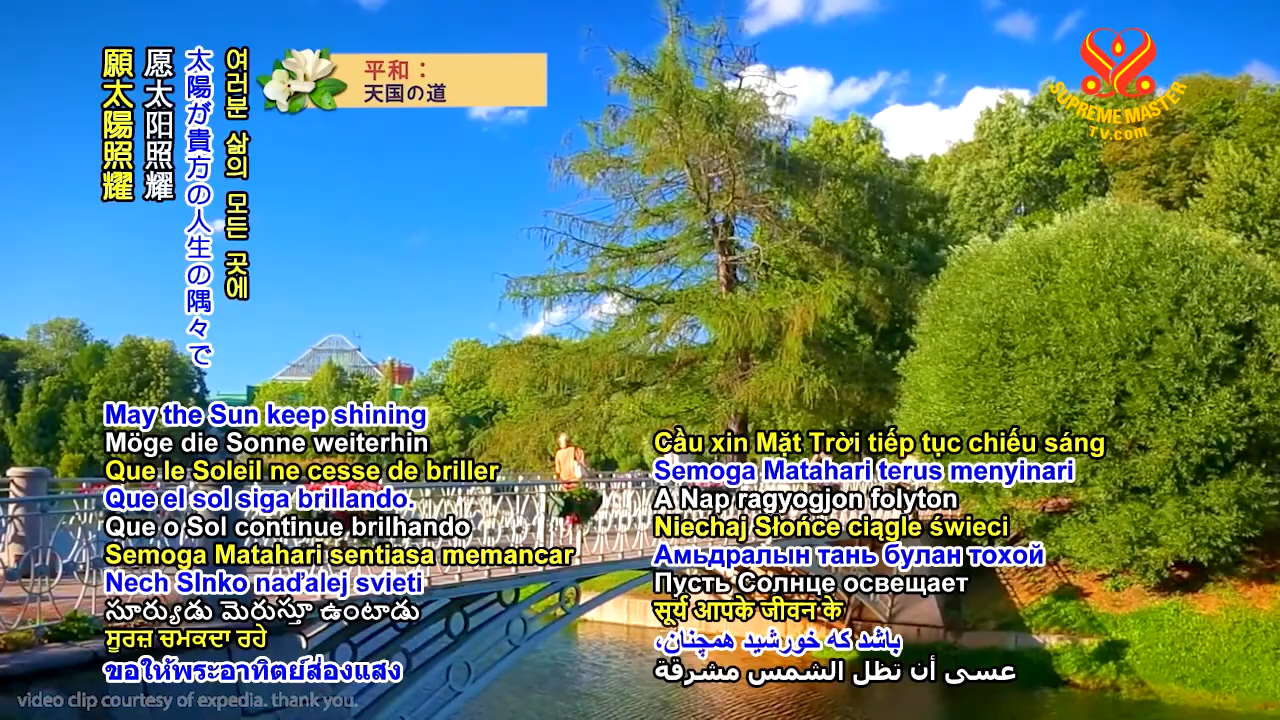 願太陽照耀
愿太阳照耀
太陽が貴方の人生の隅々で
여러분 삶의 모든 곳에
平和：
天国の道
SUPREME MASTER
TV.com
May the Sun keep shining
Möge die Sonne weiterhin
Que le Soleil ne cesse de briller
Que el sol siga brillando.
Que o Sol continue brilhando
Semoga Matahari sentiasa memancar
Nech Slnko naďalej svieti
సూర్యుడు మెరుస్తూ ఉంటాడు
ਸੂਰਜ਼ ਚਮਕਦਾ ਰਹੇ
ขอให้พระอาทิตย์ส่องแสง
Cầu xin Mặt Trời tiếp tục chiếu sáng
Semoga Matahari terus menyinari
A Nap ragyogjon folyton
Niechaj Słońce ciągle świeci
Амьдралын тань булан тохой
Пусть Солнце освещает
सूर्य आपके जीवन के
باشد که خورشید همچنان،
عسى أن تظل الشمس مشرقة
video clip courtesy of expedia. thank you.